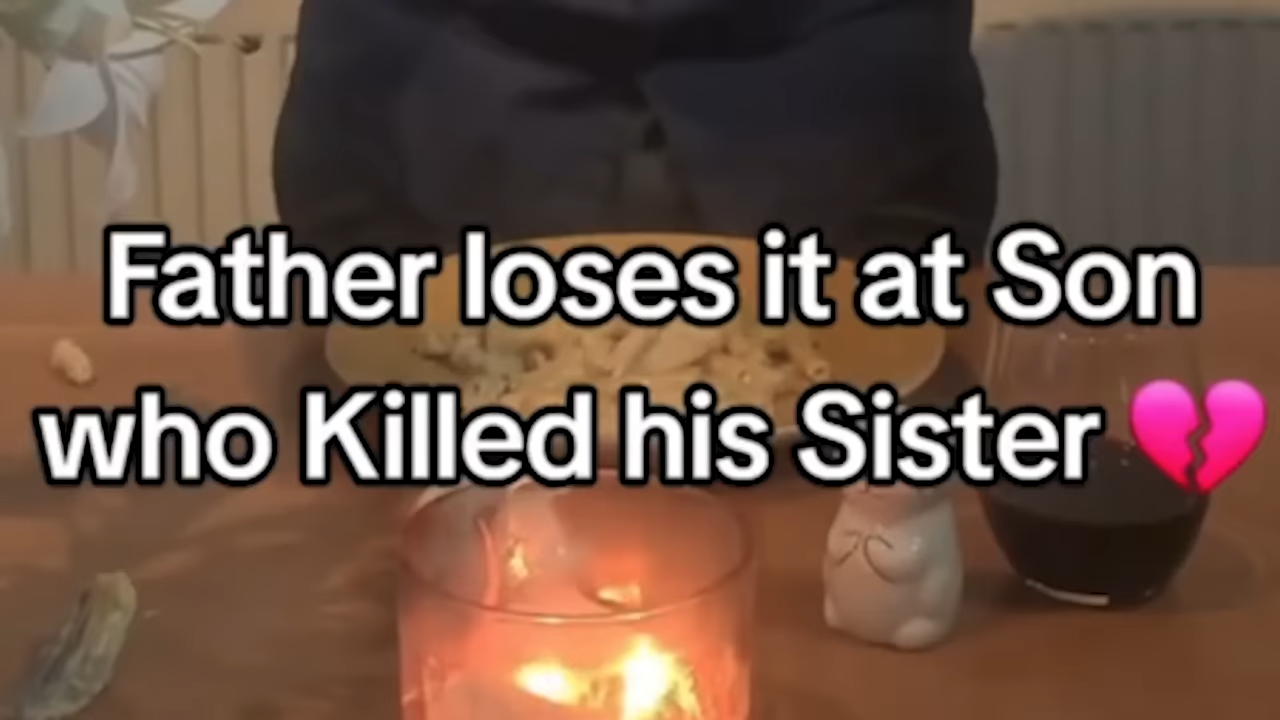 Father loses it at Son
who Killed his Sister 💔